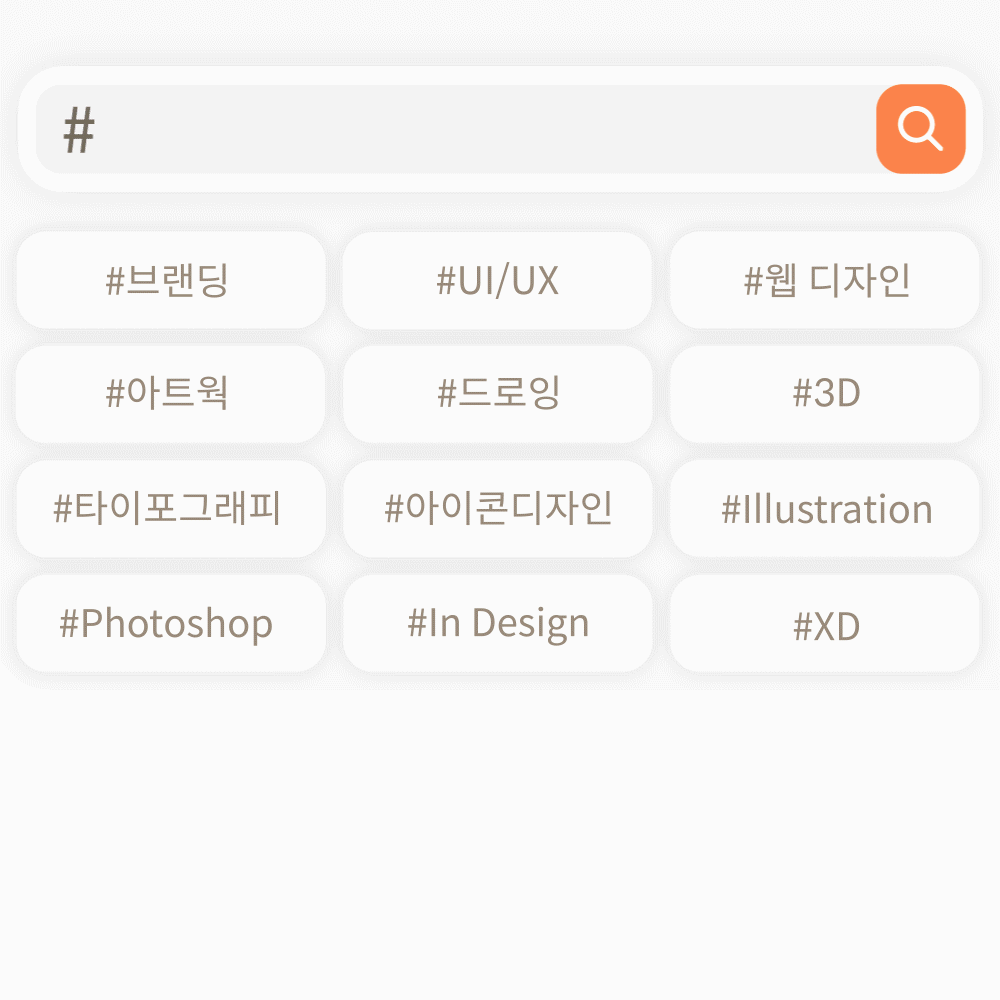 #
#브랜딩
#UI/UX
#웹 디자인
#아트웍
#드로잉
#3D
#타이포그래피
#아이콘디자인
#Illustration
#Photoshop
#In Design
#XD